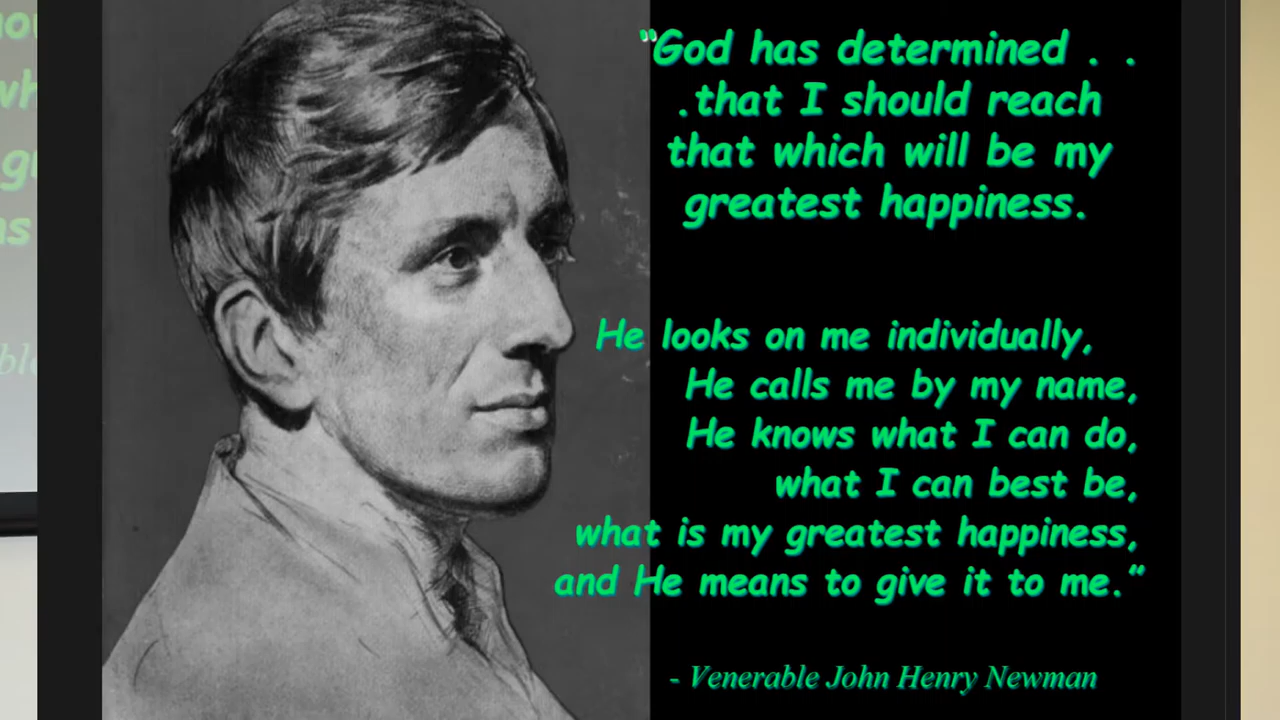 “God has determined . .
.that I should reach
that which will be my
greatest happiness.
He looks on me individually,
He calls me by my name,
He knows what I can do,
what I can best be,
what is my greatest happiness,
and He means to give it to me.”
- Venerable John Henry Newman